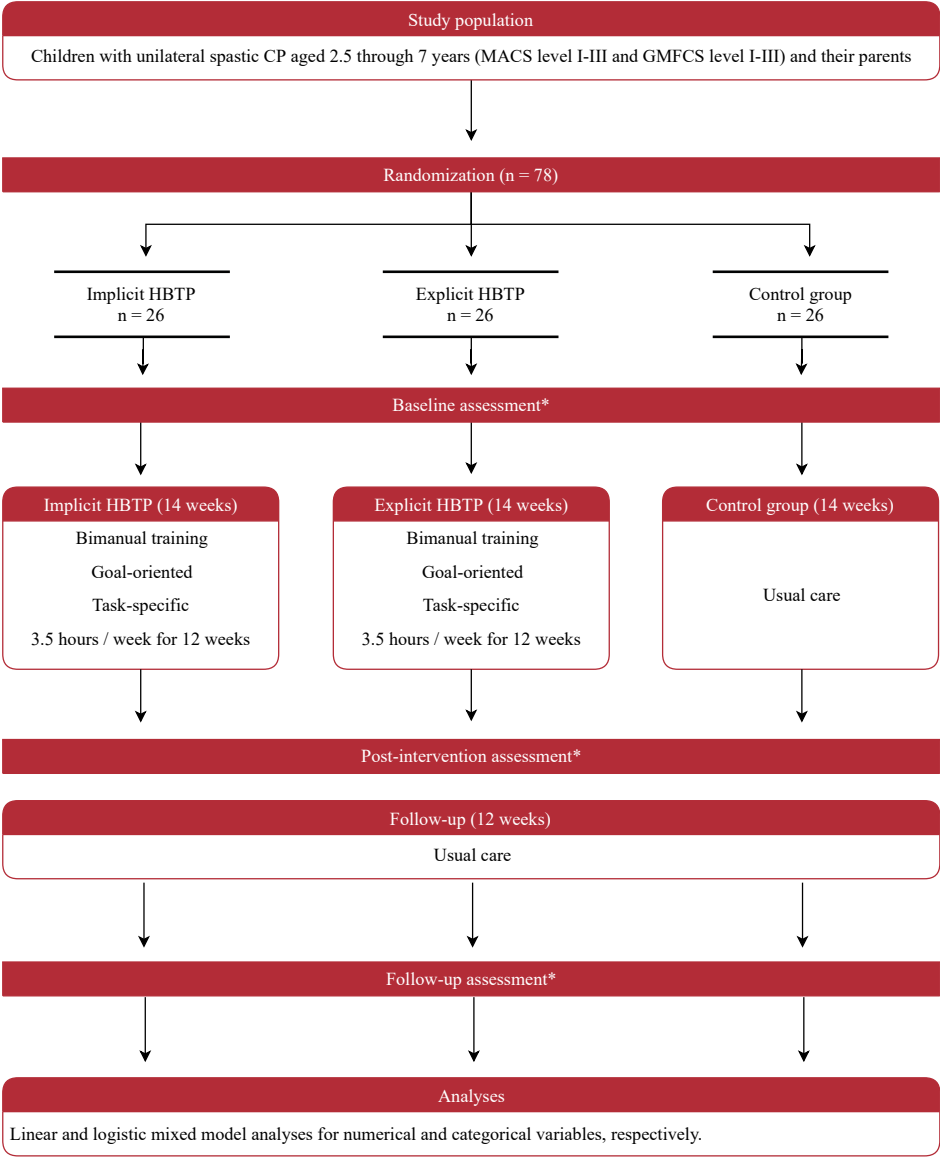 Study population
Children with unilateral spastic CP aged 2.5 through 7 years (MACS level I-III and GMFCS level I-III) and their parents
Randomization (n = 78)
Implicit HBTP
n = 26
Explicit HBTP
n = 26
Control group
n = 26
Baseline assessment*
Implicit HBTP (14 weeks)
Bimanual training
Goal-oriented
Task-specific
3.5 hours / week for 12 weeks
Explicit HBTP (14 weeks)
Bimanual training
Goal-oriented
Task-specific
3.5 hours / week for 12 weeks
Control group (14 weeks)
Usual care
Post-intervention assessment*
Follow-up (12 weeks)
Usual care
Follow-up assessment*
Analyses
Linear and logistic mixed model analyses for numerical and categorical variables, respectively.